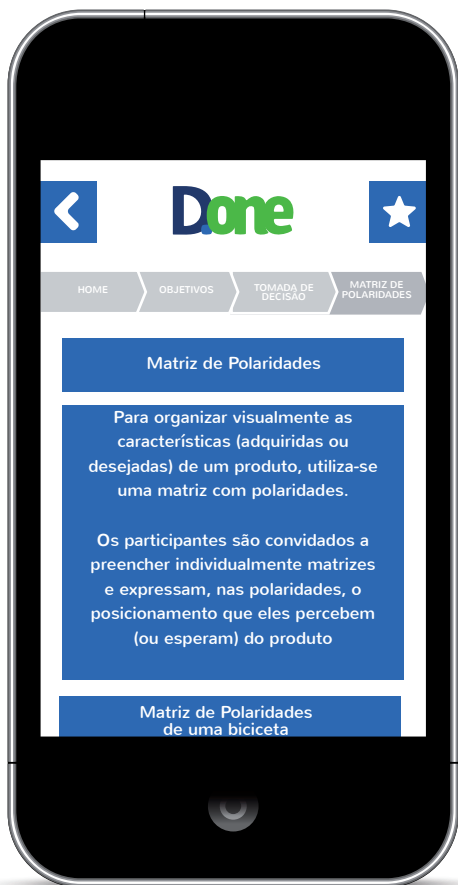 D.one
HOME
OBJETIVOS
TOMADA DE
DECISÃO
MATRIZ DE
POLARIDADES
Matriz de Polaridades
Para organizar visualmente as
características (adquiridas ou
desejadas) de um produto, utiliza-se
uma matriz com polaridades.
Os participantes são convidados a
preencher individualmente matrizes
e expressam, nas polaridades, o
posicionamento que eles percebem
(ou esperam) do produto
Matriz de Polaridades
de uma biciceta